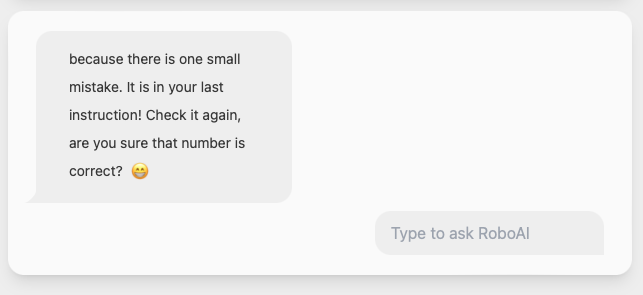 because there is one small
mistake. It is in your last
instruction! Check it again,
are you sure that number is
correct? 😁
Type to ask RoboAI